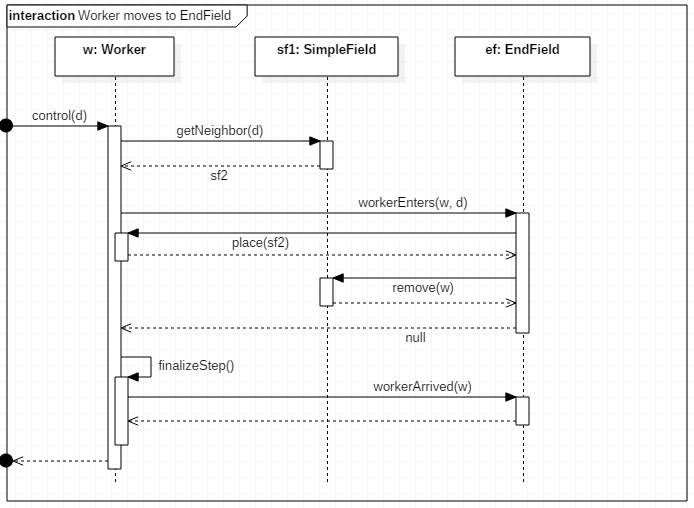 interaction Worker moves to EndField
w: Worker
sf1: SimpleField
ef: EndField
control(d)
getNeighbor(d)
sf2
workerEnters(w, d)
place(sf2)
remove(w)
null
finalizeStep()
workerArrived(w)